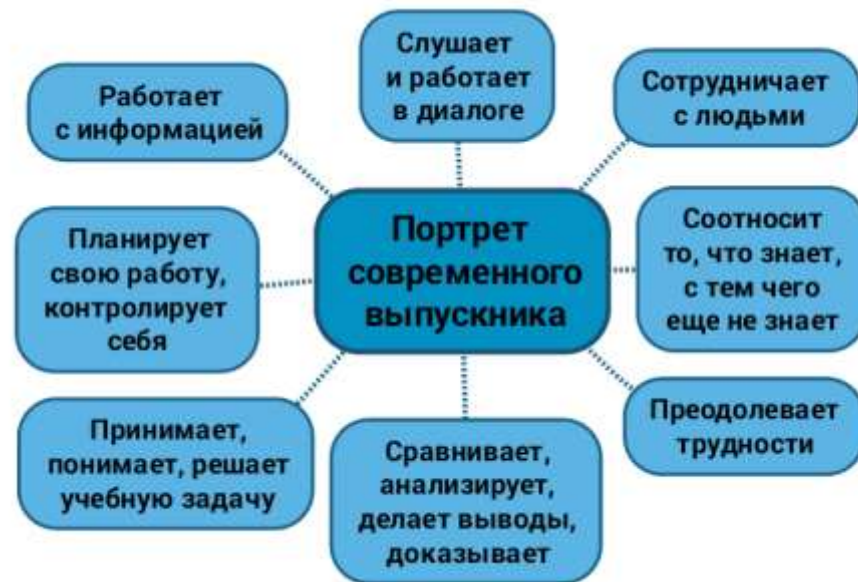 Слушает
и работает
в диалоге
Работает
с информацией
Сотрудничает
с людьми
Портрет
современного
выпускника
Планирует
свою работу,
контролирует
себя
Соотносит
то, что знает,
с тем чего
еще не знает
Принимает,
понимает, решает
учебную задачу
Сравнивает,
анализирует,
делает выводы,
доказывает
Преодолевает
трудности